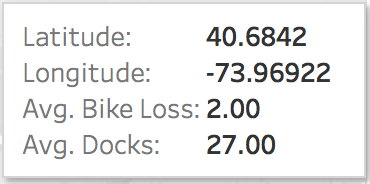 Latitude: 40.6842
Longitude: -73.96922
Avg. Bike Loss: 2.00
Avg. Docks: 27.00